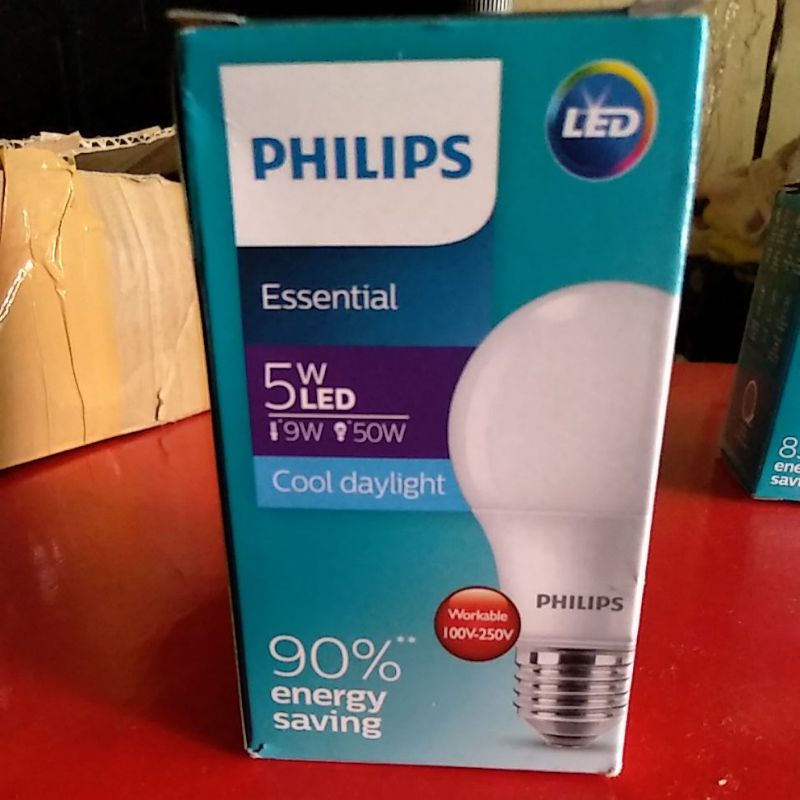 PHILIPS
LED
Essential
5W
LED
*9W *50W
Cool daylight
PHILIPS
Workable
100V-250V
90%**
energy
saving